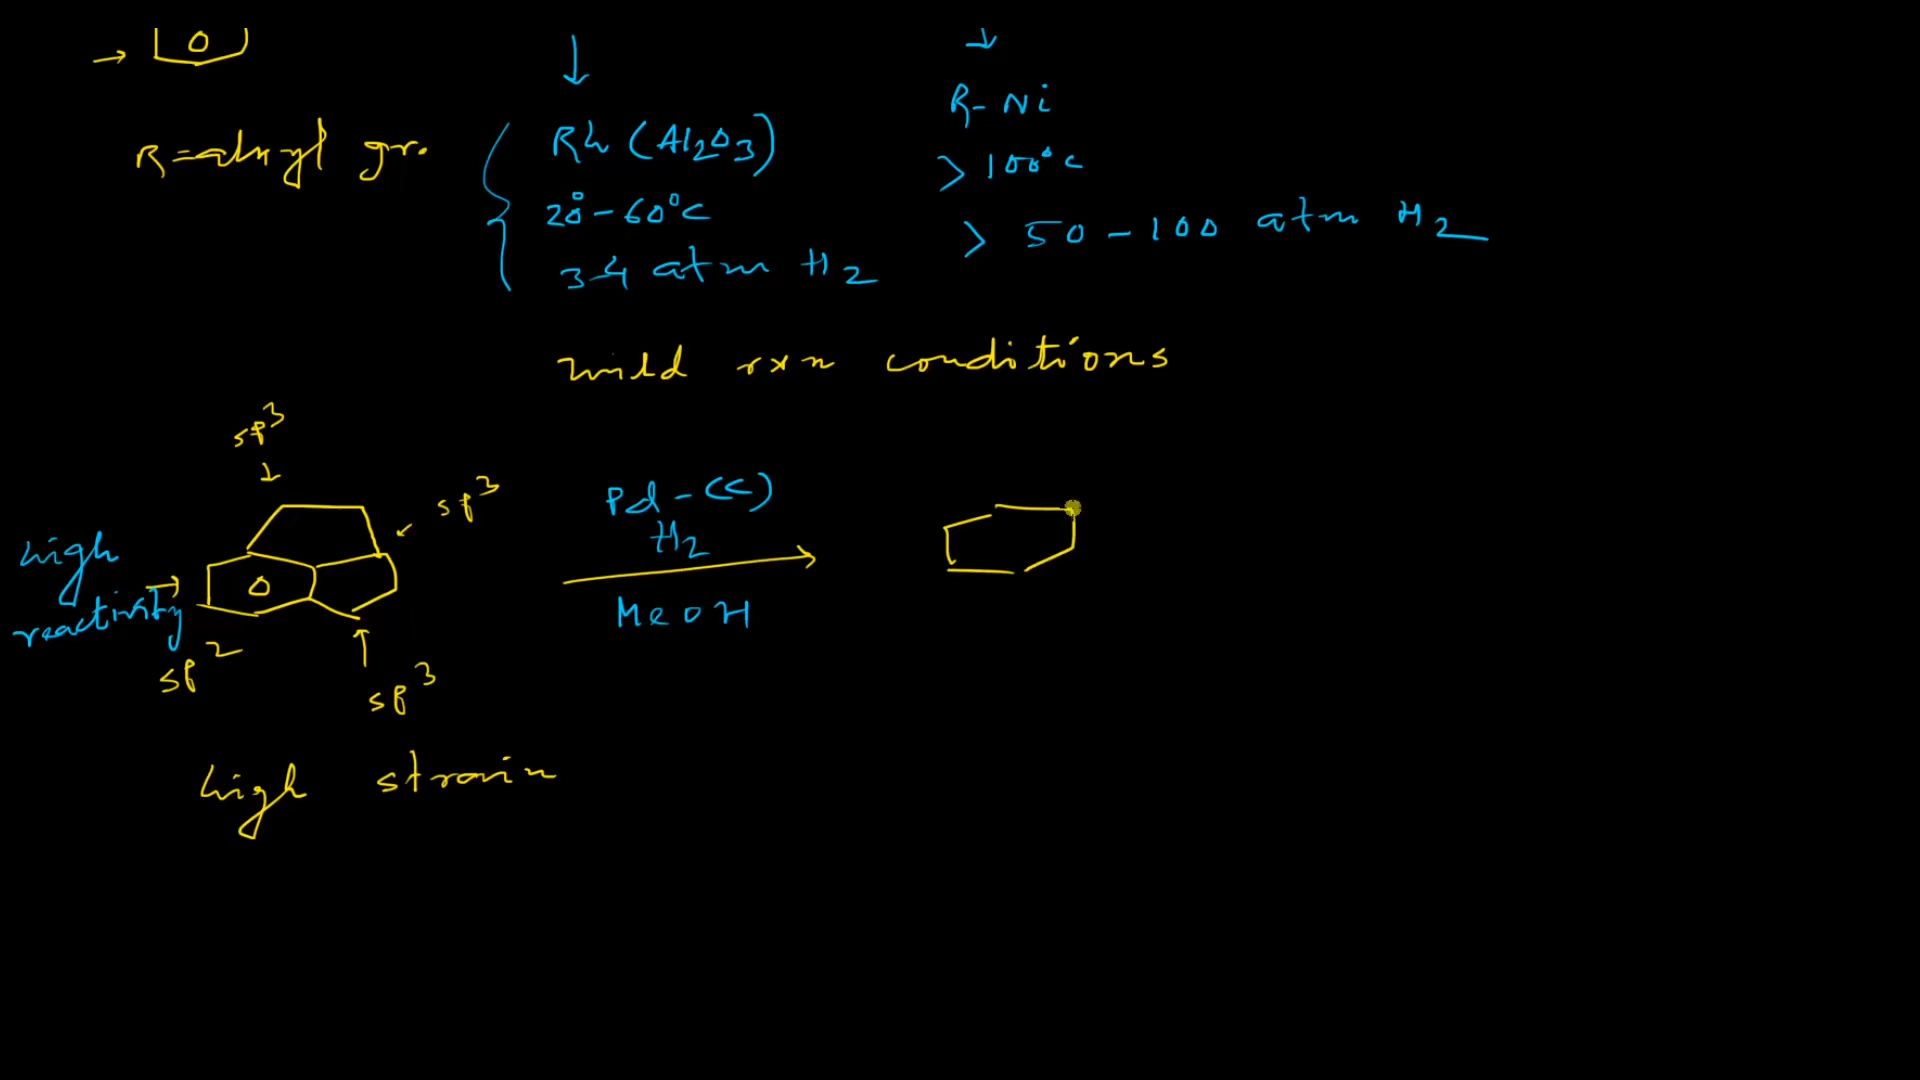 R = alkyl gr.
Rh (Al2O3)
20° - 60°C
3-4 atm H2
R-Ni
> 100°C
> 50 - 100 atm H2
mild rxn conditions
sp3
sp3
high
reactivity
sp2
sp3
high strain
Pd - (C)
H2
MeOH